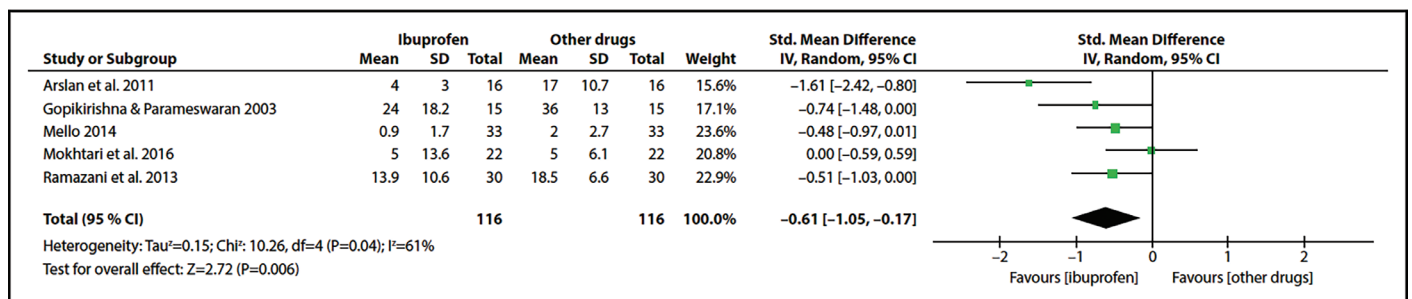 Ibuprofen Other drugs Std. Mean Difference Std. Mean Difference
Study or Subgroup Mean SD Total Mean SD Total Weight IV, Random, 95% CI IV, Random, 95% CI
Arslan et al. 2011 4 3 16 17 10.7 16 15.6% −1.61 [−2.42, −0.80]
Gopikirishna & Parameswaran 2003 24 18.2 15 36 13 15 17.1% −0.74 [−1.48, 0.00]
Mello 2014 0.9 1.7 33 2 2.7 33 23.6% −0.48 [−0.97, 0.01]
Mokhtari et al. 2016 5 13.6 22 5 6.1 22 20.8% 0.00 [−0.59, 0.59]
Ramazani et al. 2013 13.9 10.6 30 18.5 6.6 30 22.9% −0.51 [−1.03, 0.00]
Total (95 % CI) 116 116 100.0% −0.61 [−1.05, −0.17]
Heterogeneity: Tauᶻ=0.15; Chiᶻ: 10.26, df=4 (P=0.04); Iᶻ=61%
Test for overall effect: Z=2.72 (P=0.006)
−2 −1 0 1 2
Favours [ibuprofen] Favours [other drugs]